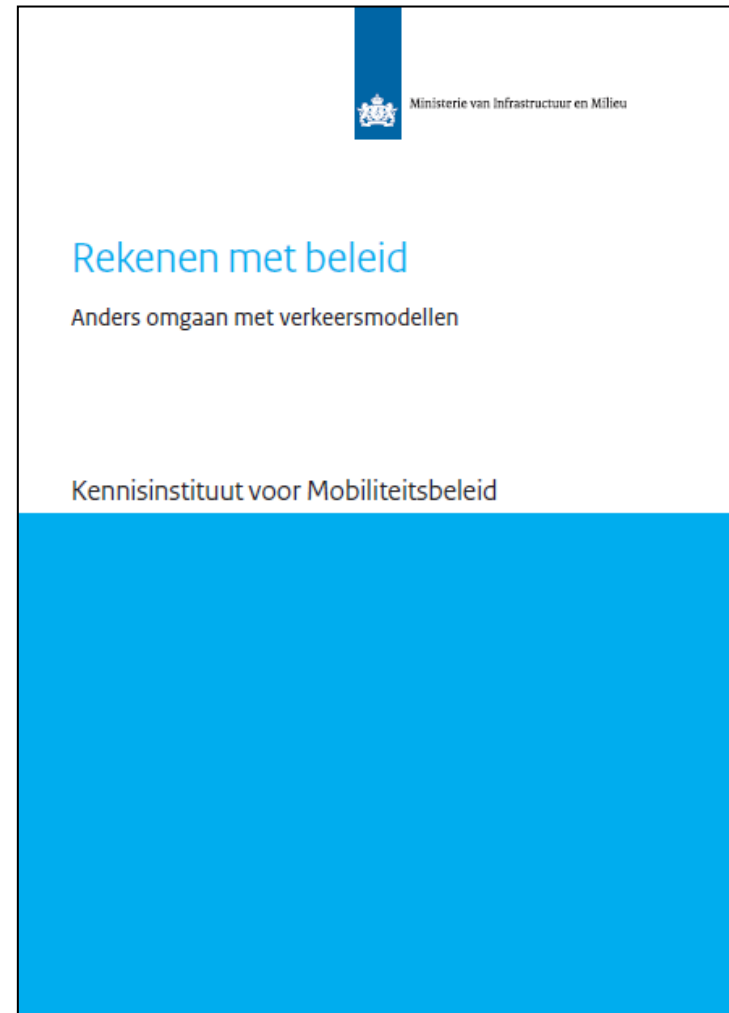 Ministerie van Infrastructuur en Milieu
Rekenen met beleid
Anders omgaan met verkeersmodellen
Kennisinstituut voor Mobiliteitsbeleid